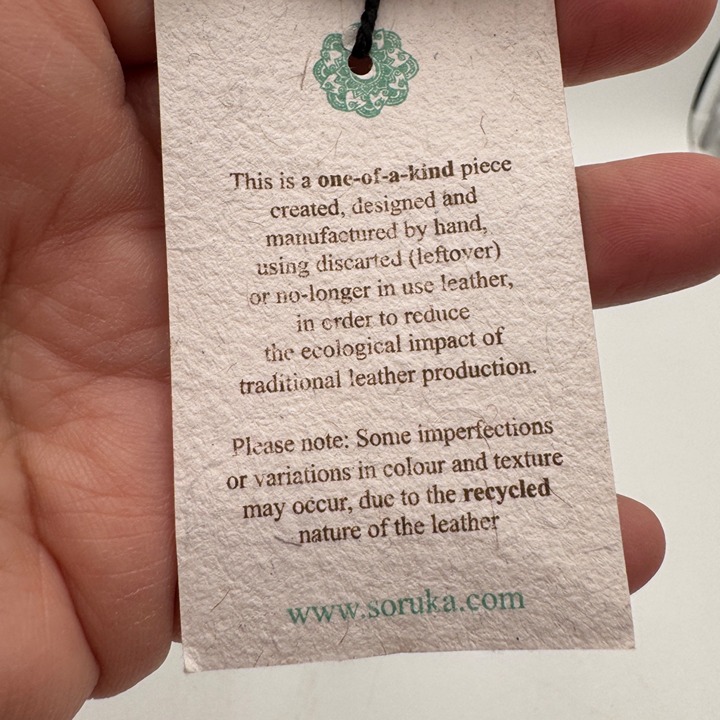 This is a one-of-a-kind piece
created, designed and
manufactured by hand,
using discarted (leftover)
or no-longer in use leather,
in order to reduce
the ecological impact of
traditional leather production.
Please note: Some imperfections
or variations in colour and texture
may occur, due to the recycled
nature of the leather
www.soruka.com